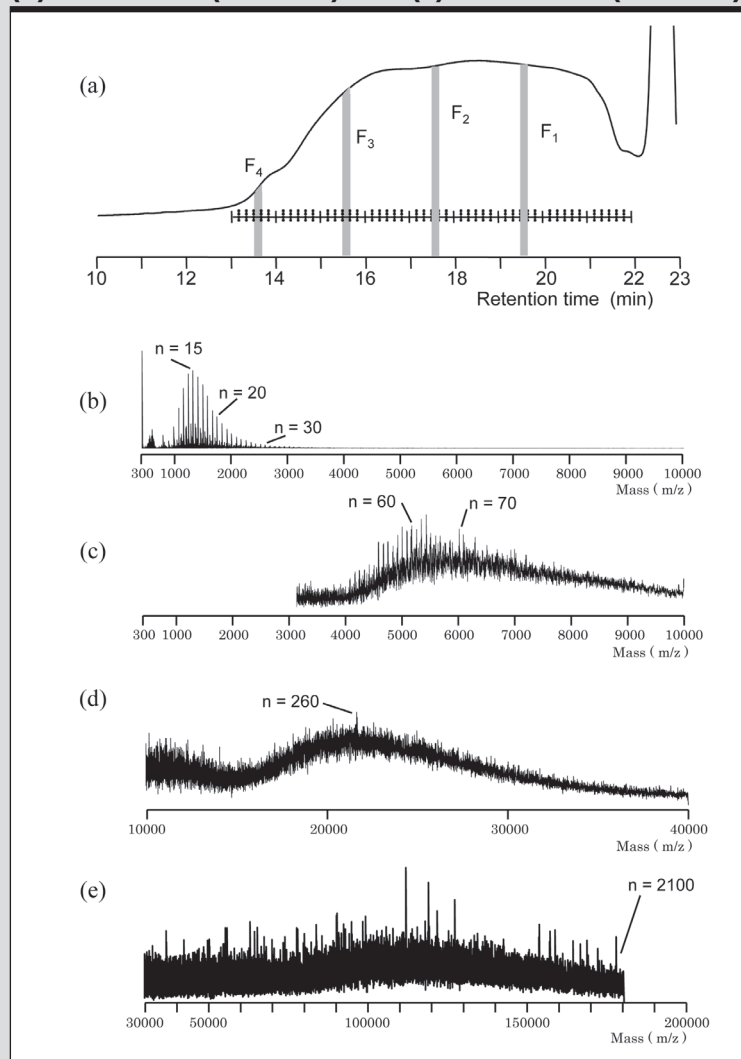 (a)
F4
F3
F2
F1
10 12 14 16 18 20 22 23
Retention time (min)
(b)
n = 15
n = 20
n = 30
300 1000 2000 3000 4000 5000 6000 7000 8000 9000 10000
Mass ( m/z )
(c)
n = 60
n = 70
300 1000 2000 3000 4000 5000 6000 7000 8000 9000 10000
Mass ( m/z )
(d)
n = 260
10000 20000 30000 40000
Mass ( m/z )
(e)
n = 2100
30000 50000 100000 150000 200000
Mass ( m/z )